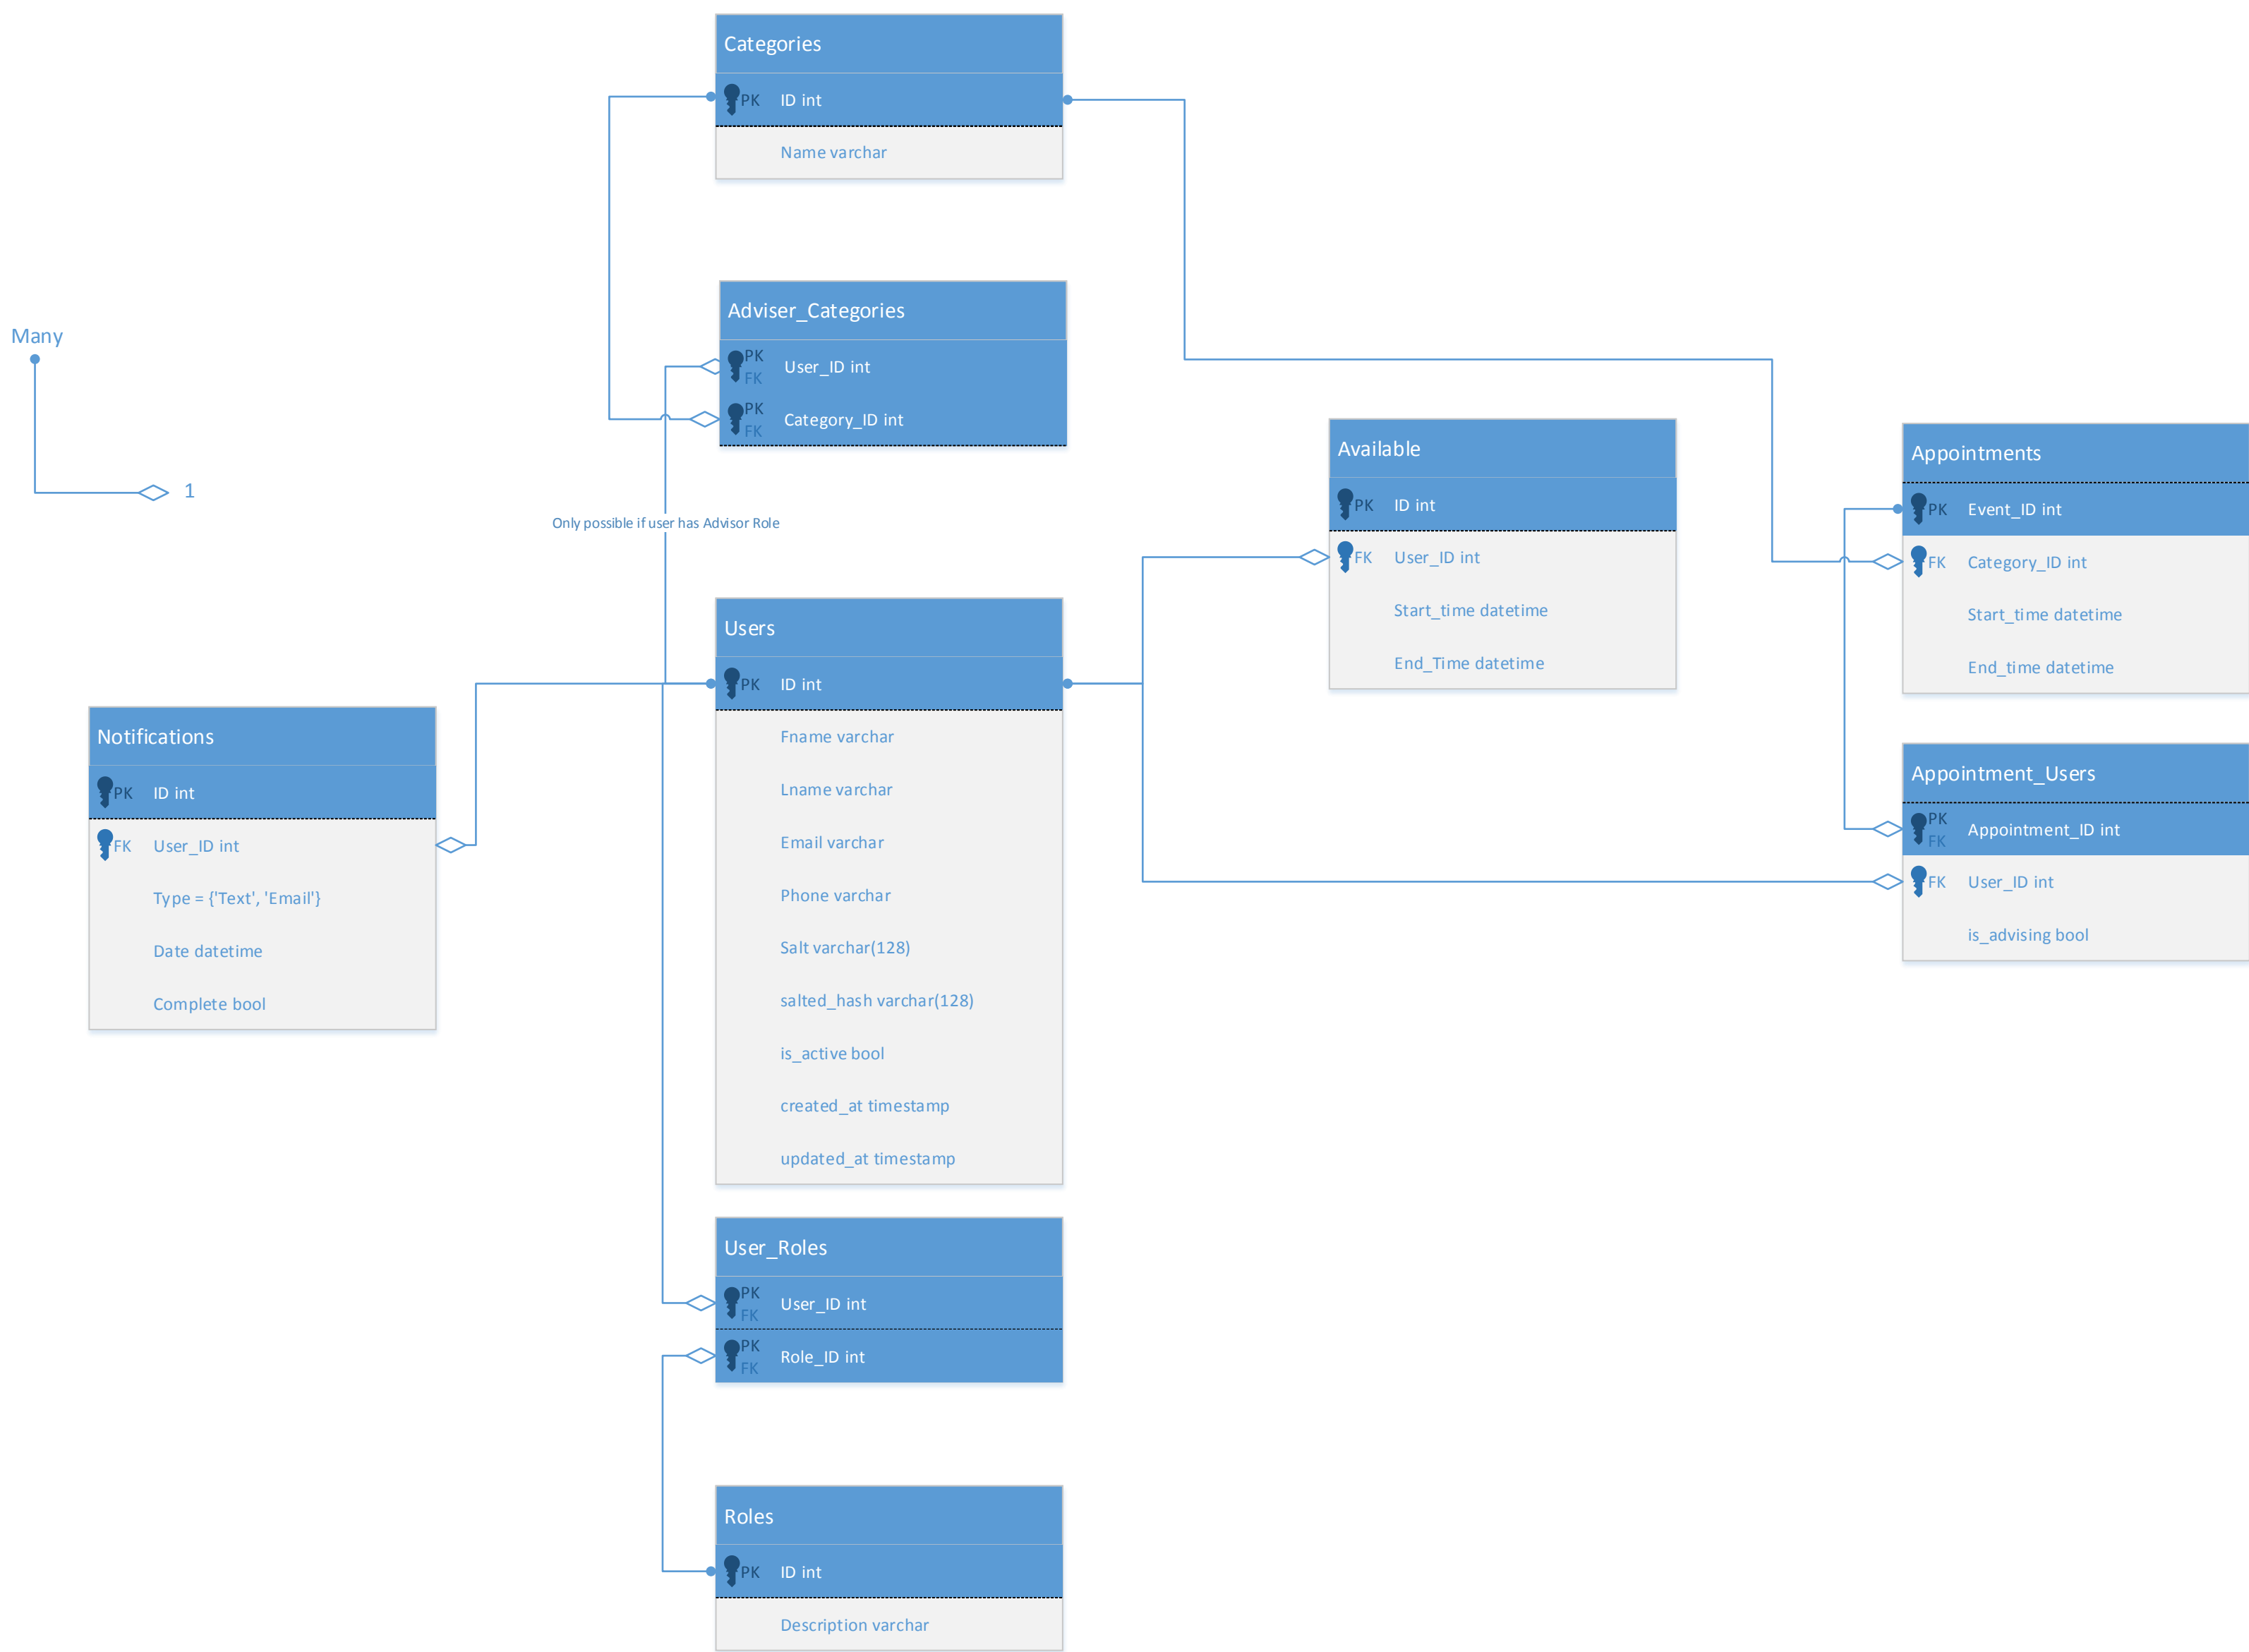 Categories
PK ID int
Name varchar
Adviser_Categories
PK
FK
User_ID int
PK
FK
Category_ID int
Many
1
Only possible if user has Advisor Role
Available
PK ID int
FK User_ID int
Start_time datetime
End_Time datetime
Appointments
PK Event_ID int
FK Category_ID int
Start_time datetime
End_time datetime
Users
PK ID int
Fname varchar
Lname varchar
Email varchar
Phone varchar
Salt varchar(128)
salted_hash varchar(128)
is_active bool
created_at timestamp
updated_at timestamp
Notifications
PK ID int
FK User_ID int
Type = {'Text', 'Email'}
Date datetime
Complete bool
Appointment_Users
PK
FK
Appointment_ID int
FK User_ID int
is_advising bool
User_Roles
PK
FK
User_ID int
PK
FK
Role_ID int
Roles
PK ID int
Description varchar